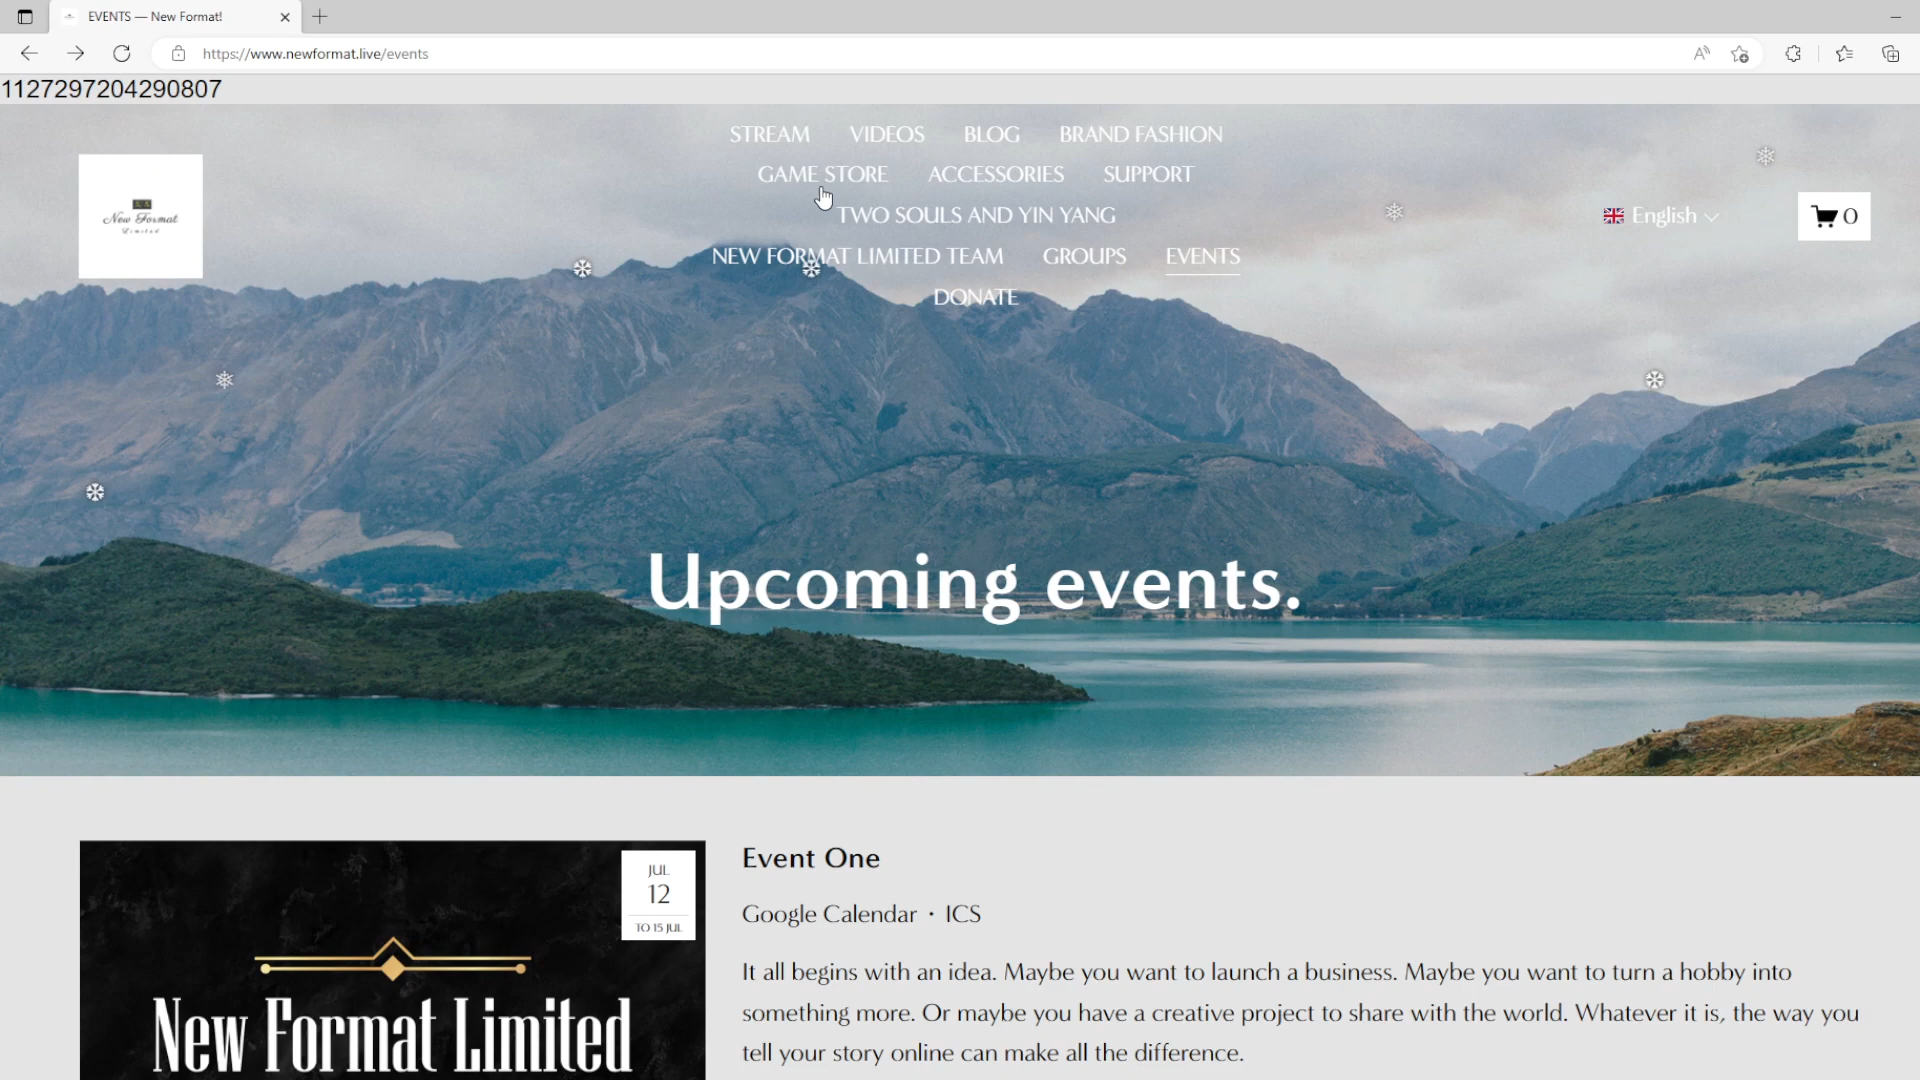 EVENTS — New Format!
https://www.newformat.live/events
1127297204290807
STREAM VIDEOS BLOG BRAND FASHION
GAME STORE ACCESSORIES SUPPORT
TWO SOULS AND YIN YANG
NEW FORMAT LIMITED TEAM GROUPS EVENTS
DONATE
New Format
Limited
English
0
Upcoming events.
JUL
12
TO 15 JUL
New Format Limited
Event One
Google Calendar · ICS
It all begins with an idea. Maybe you want to launch a business. Maybe you want to turn a hobby into
something more. Or maybe you have a creative project to share with the world. Whatever it is, the way you
tell your story online can make all the difference.